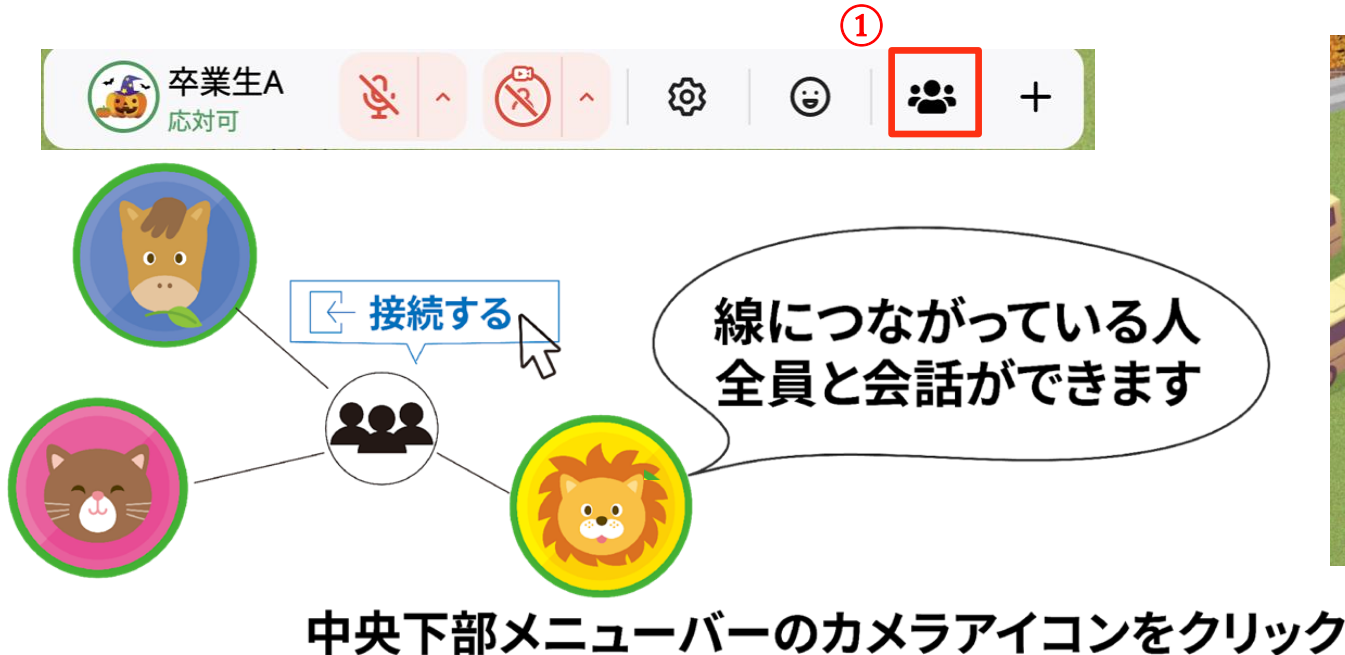 ①
卒業生A
応対可
接続する
線につながっている人
全員と会話ができます
中央下部メニューバーのカメラアイコンをクリック